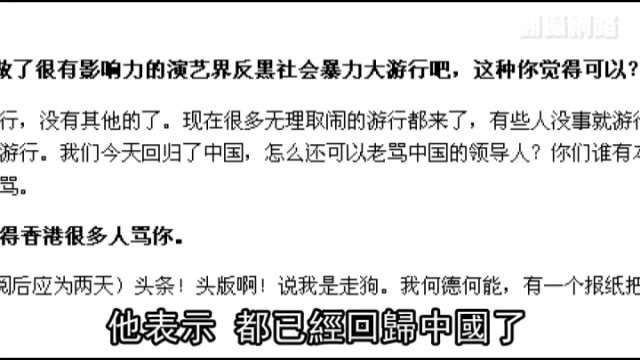 做了很有影响力的演艺界反黑社会暴力大游行吧，这种你觉得可以？
行，没有其他的了。现在很多无理取闹的游行都来了，有些人没事就游行
游行。我们今天回归了中国，怎么还可以老骂中国的领导人？你们谁有本
骂。
得香港很多人骂你。
阅后应为两天）头条！头版啊！说我是走狗。我何德何能，有一个报纸把
他表示 都已經回歸中國了